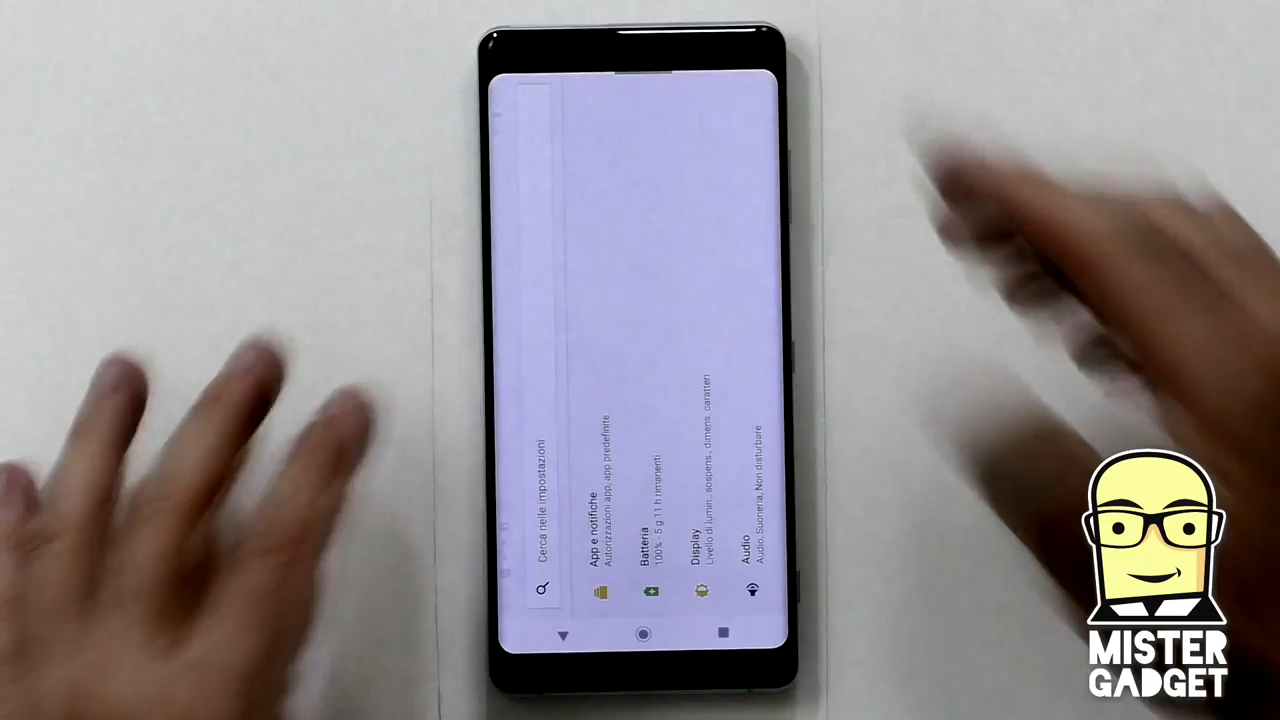 Cerca nelle impostazioni
App e notifiche
Autorizzazioni app, app predefinite
Batteria
100% - 5 g 11 h rimanenti
Display
Livello di lumin., sospens., dimens. caratteri
Audio
Audio, Suoneria, Non disturbare
MISTER
GADGET